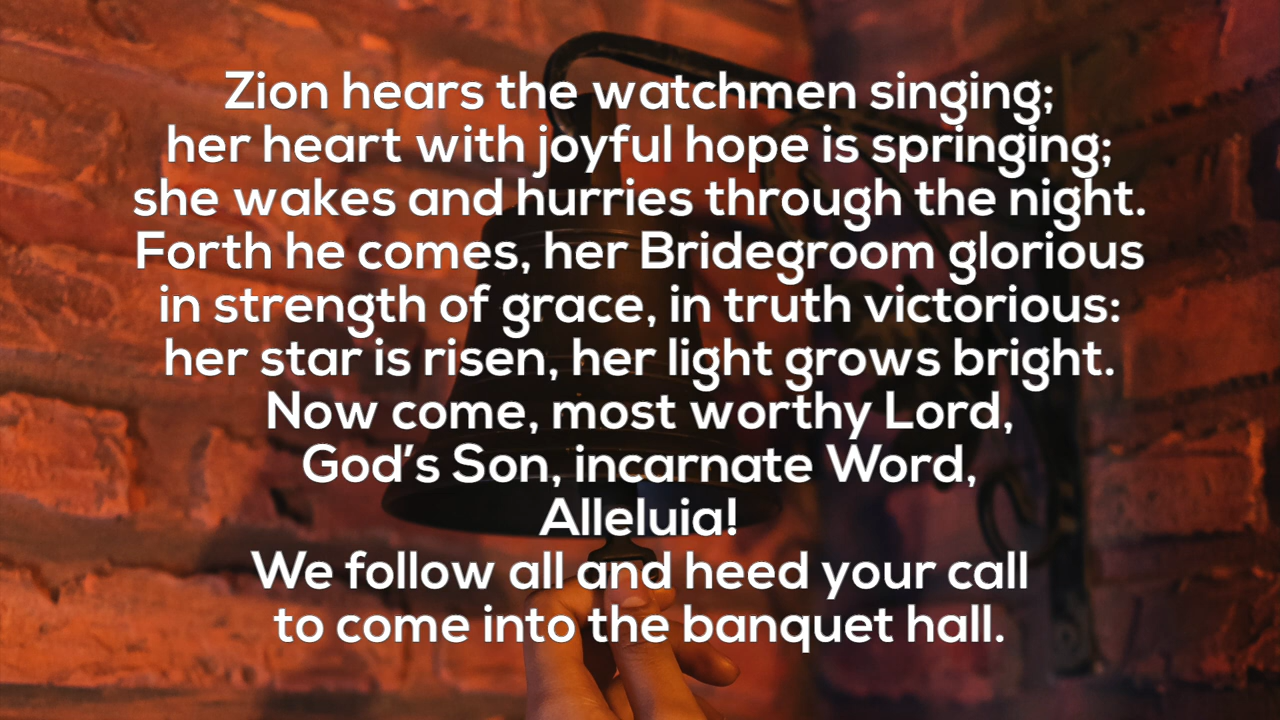 Zion hears the watchmen singing;
her heart with joyful hope is springing;
she wakes and hurries through the night.
Forth he comes, her Bridegroom glorious
in strength of grace, in truth victorious:
her star is risen, her light grows bright.
Now come, most worthy Lord,
God’s Son, incarnate Word,
Alleluia!
We follow all and heed your call
to come into the banquet hall.